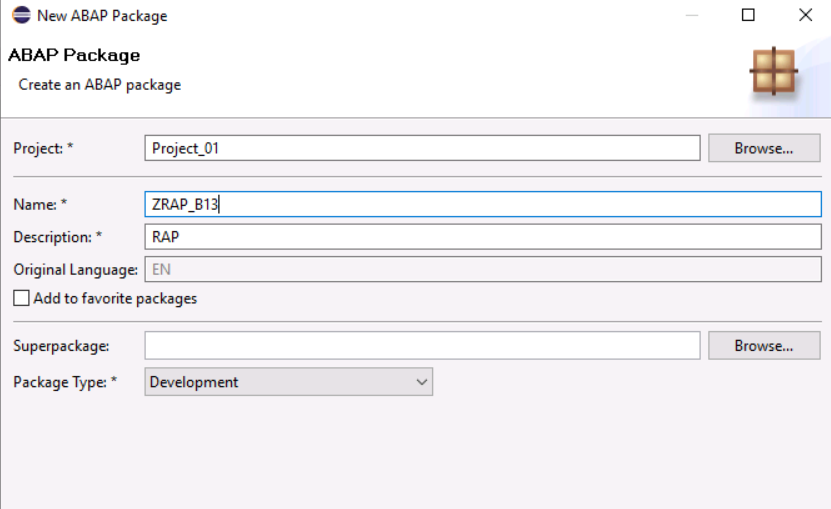 New ABAP Package
ABAP Package
Create an ABAP package
Project: * Project_01 Browse...
Name: * ZRAP_B13
Description: * RAP
Original Language: EN
Add to favorite packages
Superpackage: Browse...
Package Type: * Development